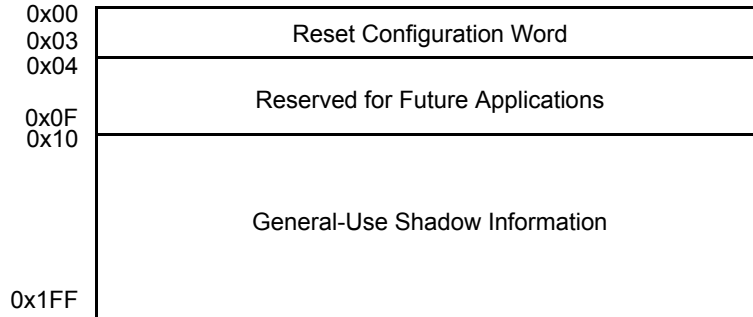 0x00
Reset Configuration Word
0x03
0x04
Reserved for Future Applications
0x0F
0x10
General-Use Shadow Information
0x1FF